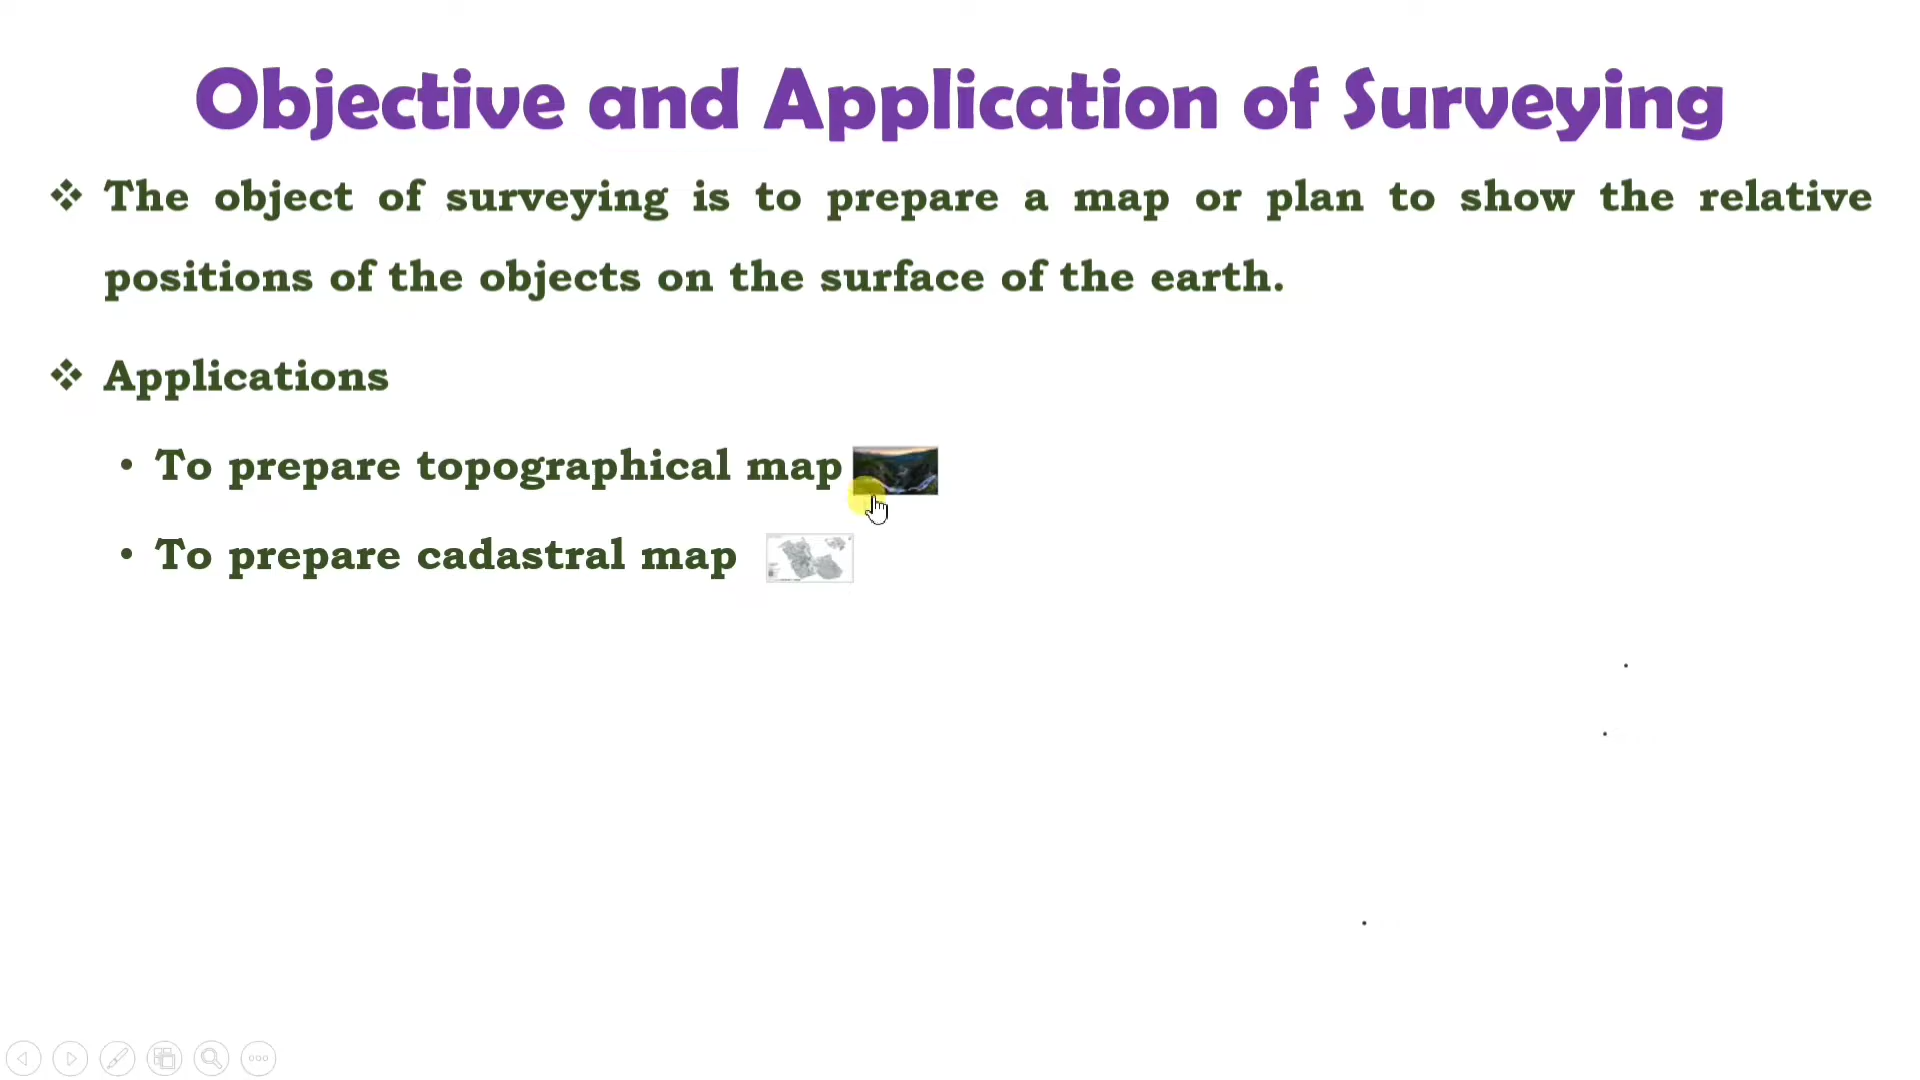 Objective and Application of Surveying
❖ The object of surveying is to prepare a map or plan to show the relative
positions of the objects on the surface of the earth.
❖ Applications
• To prepare topographical map
• To prepare cadastral map